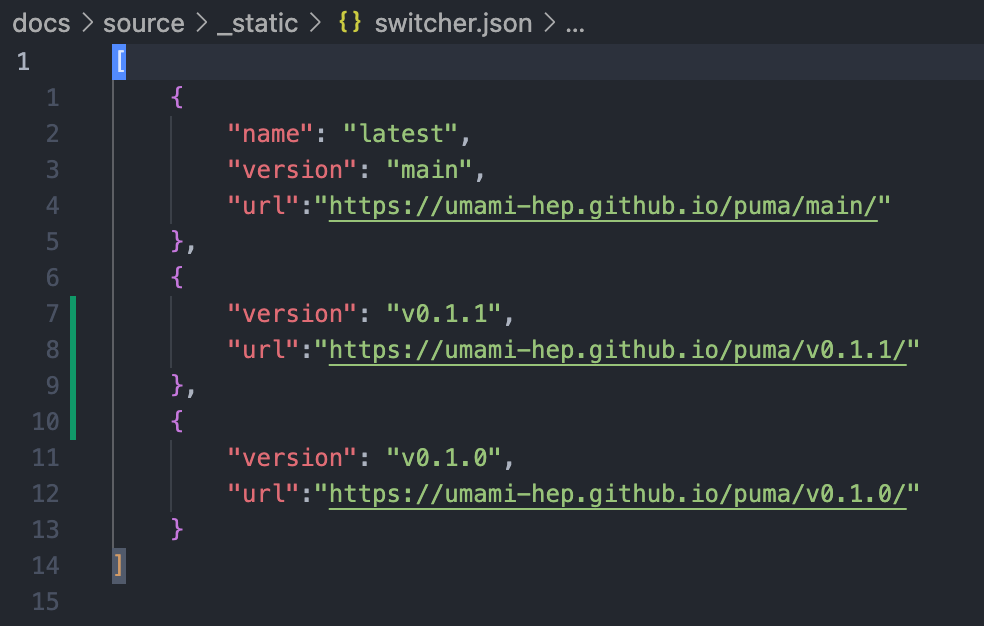 docs > source > _static > {} switcher.json > ...
1 [
1 {
2 "name": "latest",
3 "version": "main",
4 "url":"https://umami-hep.github.io/puma/main/"
5 },
6 {
7 "version": "v0.1.1",
8 "url":"https://umami-hep.github.io/puma/v0.1.1/"
9 },
10 {
11 "version": "v0.1.0",
12 "url":"https://umami-hep.github.io/puma/v0.1.0/"
13 }
14 ]
15